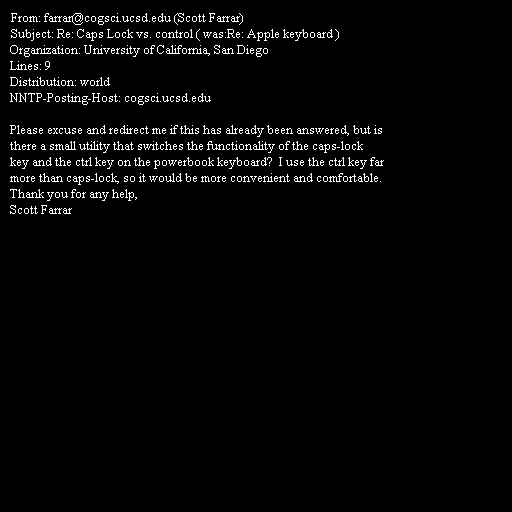 From: farrar@cogsci.ucsd.edu (Scott Farrar)
Subject: Re: Caps Lock vs. control ( was:Re: Apple keyboard )
Organization: University of California, San Diego
Lines: 9
Distribution: world
NNTP-Posting-Host: cogsci.ucsd.edu

Please excuse and redirect me if this has already been answered, but is
there a small utility that switches the functionality of the caps-lock
key and the ctrl key on the powerbook keyboard?  I use the ctrl key far
more than caps-lock, so it would be more convenient and comfortable.
Thank you for any help,
Scott Farrar